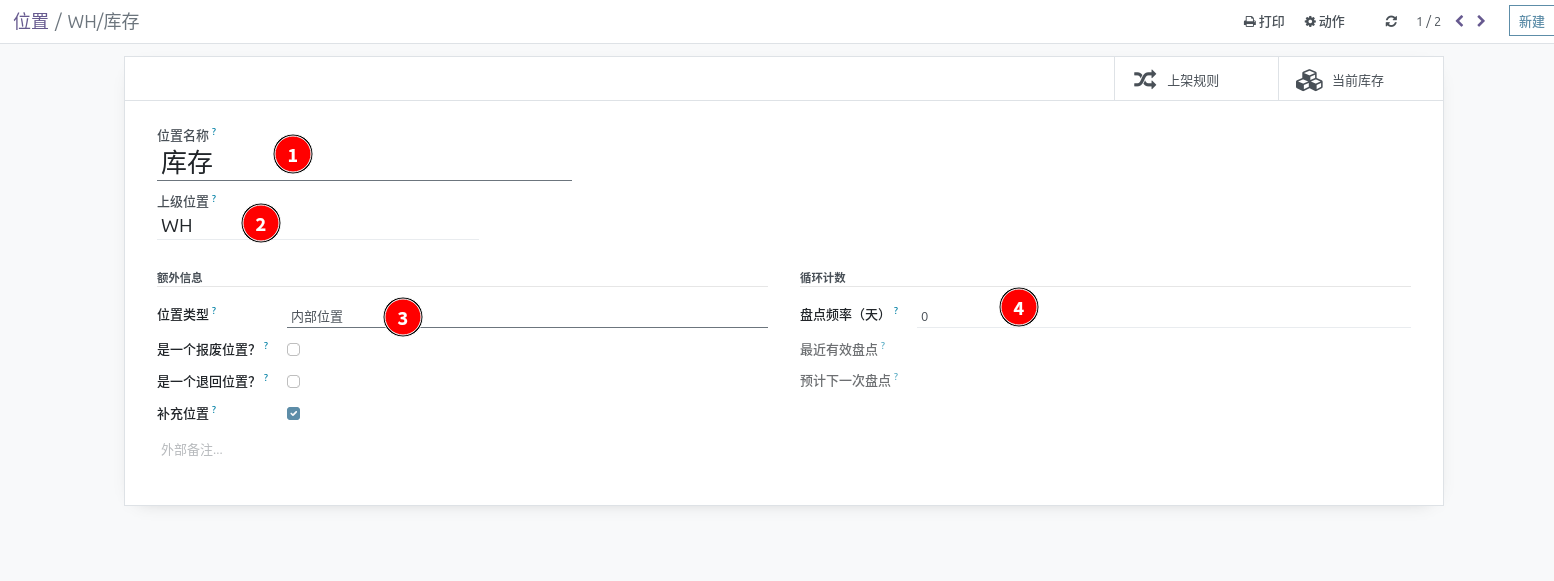 位置 / WH/库存
打印 动作 1 / 2 新建
上架规则 当前库存
位置名称 ?
库存 1
上级位置 ?
WH 2
额外信息
位置类型 ? 内部位置 3
是一个报废位置? ?
是一个退回位置? ?
补充位置 ?
外部备注...
循环计数
盘点频率（天） ? 0 4
最近有效盘点 ?
预计下一次盘点 ?